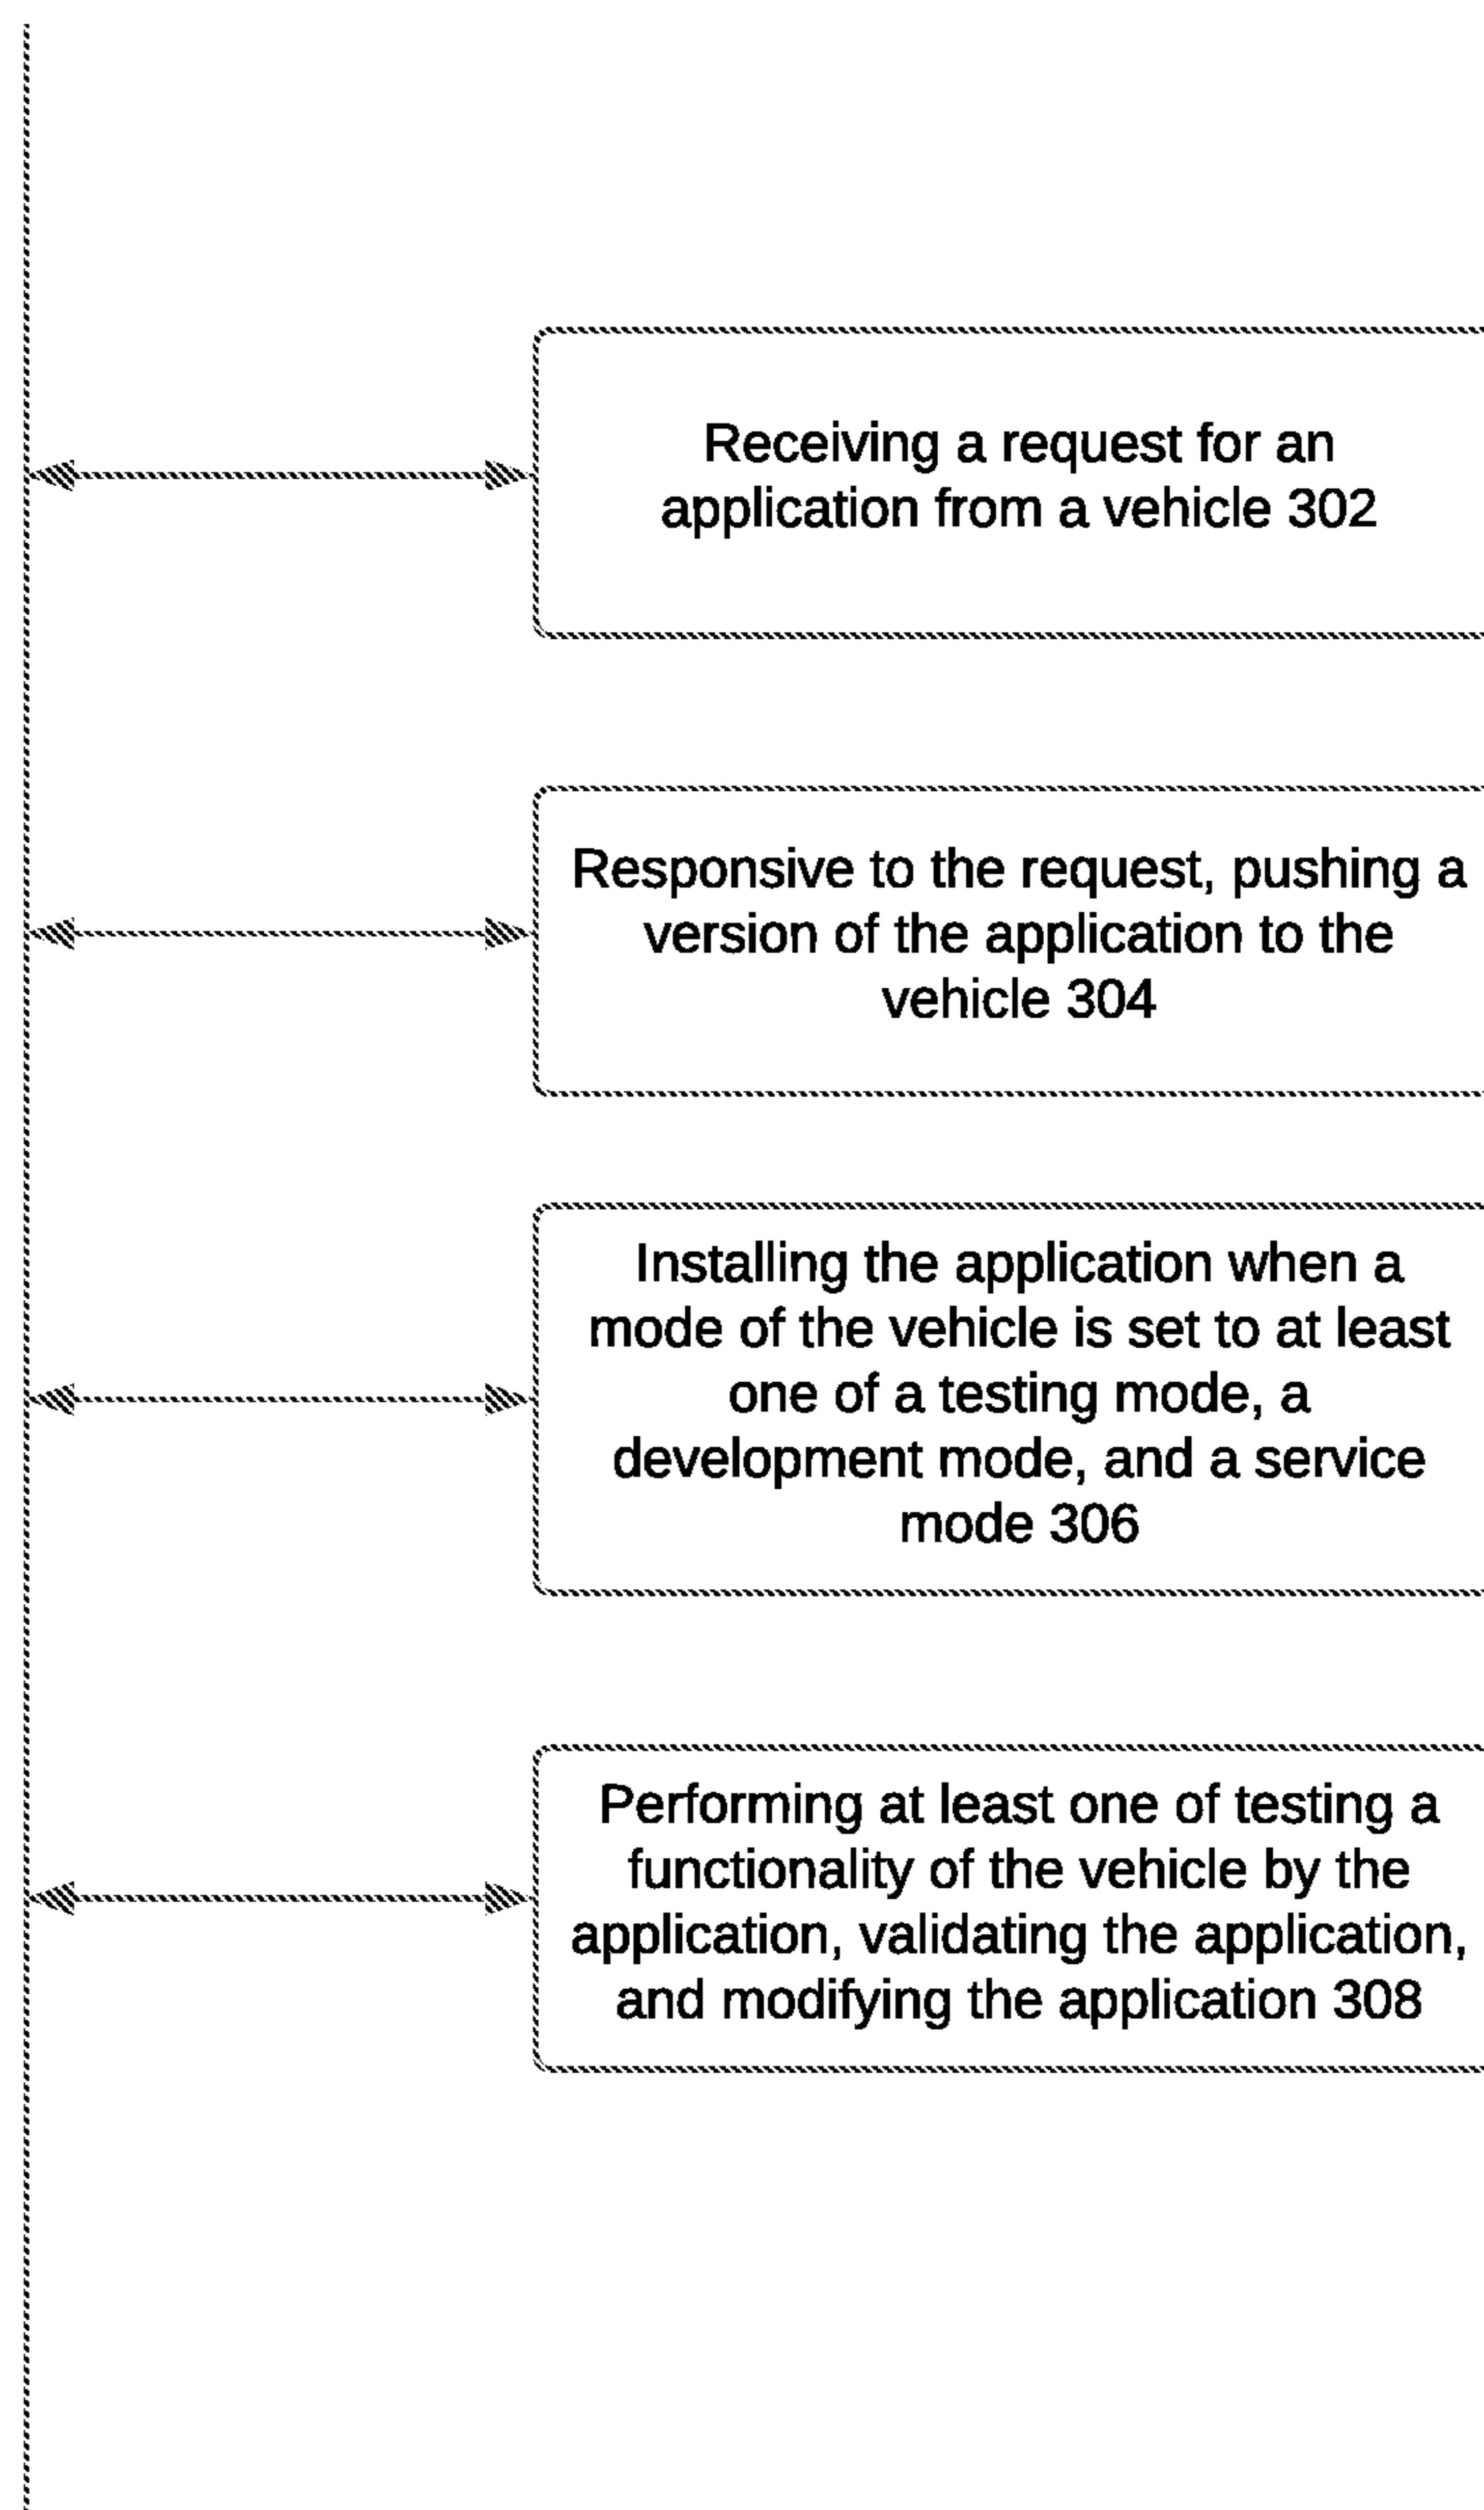 Receiving a request for an
application from a vehicle 302
Responsive to the request, pushing a
version of the application to the
vehicle 304
Installing the application when a
mode of the vehicle is set to at least
one of a testing mode, a
development mode, and a service
mode 306
Performing at least one of testing a
functionality of the vehicle by the
application, validating the application,
and modifying the application 308